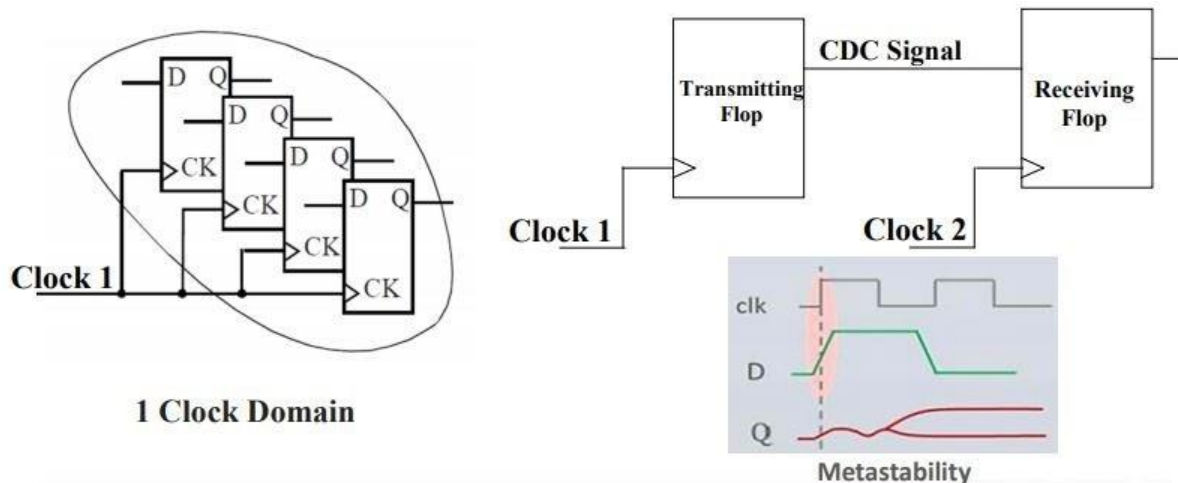 D Q
CK
D Q
CK
D Q
CK
D Q
CK
Clock 1
1 Clock Domain
Transmitting
Flop
CDC Signal
Receiving
Flop
Clock 1
Clock 2
clk
D
Q
Metastability